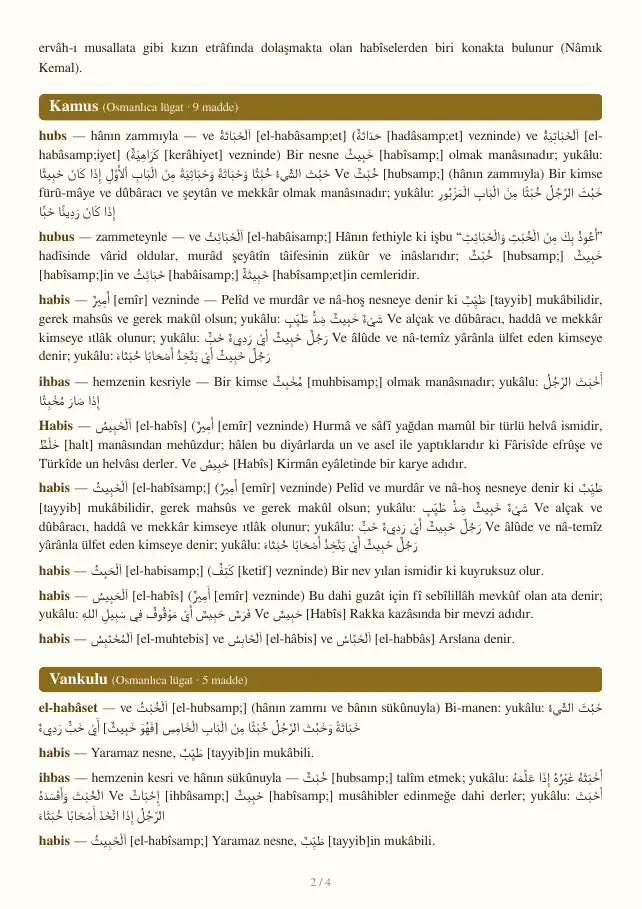 ervâh-ı musallata gibi kızın etrâfında dolaşmakta olan habîselerden biri konakta bulunur (Nâmık
Kemal).
Kamus (Osmanlıca lügat · 9 madde)
hubs — hânın zammıyla — ve اَلْخَبَاثَةُ [el-habâsamp;et] (حَدَاثَةٌ [hadâsamp;et] vezninde) ve اَلْخَبَاثِيَةُ [el-
habâsamp;iyet] (كَرَاهِيَةٌ [kerâhiyet] vezninde) Bir nesne خَبِيثٌ [habîsamp;] olmak manâsınadır; yukâlu:
خَبُثَ الشَّيْءُ خُبْثًا وَخَبَاثَةً وَخَبَاثِيَةً مِنَ الْبَابِ اْلأَوَّلِ إِذَا كَانَ خَبِيثًا Ve خُبْثٌ [hubsamp;] (hânın zammıyla) Bir kimse
fürû-mâye ve dûbâracı ve şeytân ve mekkâr olmak manâsınadır; yukâlu: خَبُثَ الرَّجُلُ خُبْثًا مِنَ الْبَابِ الْمَزْبُورِ
إِذَا كَانَ رَدِيئًا خَبًّا
hubus — zammeteynle — ve اَلْخَبَائِثُ [el-habâisamp;] Hânın fethiyle ki işbu “أَعُوذُ بِكَ مِنَ الْخُبُثِ وَالْخَبَائِثِ”
hadîsinde vârid oldular, murâd şeyâtîn tâifesinin zükûr ve inâslarıdır; خُبُثٌ [hubsamp;] خَبِيثٌ
[habîsamp;]in ve خَبَائِثُ [habâisamp;] خَبِيثَةٌ [habîsamp;et]in cemleridir.
habis — أَمِيرٌ [emîr] vezninde — Pelîd ve murdâr ve nâ-hoş nesneye denir ki طَيِّبٌ [tayyib] mukâbilidir,
gerek mahsûs ve gerek makûl olsun; yukâlu: شَيْءٌ خَبِيثٌ ضِدُّ طَيِّبٍ Ve alçak ve dûbâracı, haddâ ve mekkâr
kimseye ıtlâk olunur; yukâlu: رَجُلٌ خَبِيثٌ أَيْ رَدِيءٌ خَبٌّ Ve âlûde ve nâ-temîz yârânla ülfet eden kimseye
denir; yukâlu: رَجُلٌ خَبِيثٌ أَيْ يَتَّخِذُ أَصْحَابًا خُبَثَاءَ
ihbas — hemzenin kesriyle — Bir kimse مُخْبِثٌ [muhbisamp;] olmak manâsınadır; yukâlu: أَخْبَثَ الرَّجُلُ
إِذَا صَارَ مُخْبِثًا
Habis — اَلْخَبِيصُ [el-habîs] (أَمِيرٌ [emîr] vezninde) Hurmâ ve sâfî yağdan mamûl bir türlü helvâ ismidir,
خَلْطٌ [halt] manâsından mehûzdur; hâlen bu diyârlarda un ve asel ile yaptıklarıdır ki Fârisîde efrûşe ve
Türkîde un helvâsı derler. Ve خَبِيصُ [Habîs] Kirmân eyâletinde bir karye adıdır.
habis — اَلْخَبِيثُ [el-habîsamp;] (أَمِيرٌ [emîr] vezninde) Pelîd ve murdâr ve nâ-hoş nesneye denir ki طَيِّبٌ
[tayyib] mukâbilidir, gerek mahsûs ve gerek makûl olsun; yukâlu: شَيْءٌ خَبِيثٌ ضِدُّ طَيِّبٍ Ve alçak ve
dûbâracı, haddâ ve mekkâr kimseye ıtlâk olunur; yukâlu: رَجُلٌ خَبِيثٌ أَيْ رَدِيءٌ خَبٌّ Ve âlûde ve nâ-temîz
yârânla ülfet eden kimseye denir; yukâlu: رَجُلٌ خَبِيثٌ أَيْ يَتَّخِذُ أَصْحَابًا خُبَثَاءَ
habis — اَلْخَبِثُ [el-habisamp;] (كَتِفٌ [ketif] vezninde) Bir nev yılan ismidir ki kuyruksuz olur.
habis — اَلْحَبِيسُ [el-habîs] (أَمِيرٌ [emîr] vezninde) Bu dahi guzât için fî sebîlillâh mevkûf olan ata denir;
yukâlu: فَرَسٌ حَبِيسٌ أَيْ مَوْقُوفٌ فِي سَبِيلِ اللهِ Ve حَبِيسٌ [Habîs] Rakka kazâsında bir mevzi adıdır.
habis — اَلْمُخْتَبِسُ [el-muhtebis] ve اَلْخَابِسُ [el-hâbis] ve اَلْخَبَّاسُ [el-habbâs] Arslana denir.
Vankulu (Osmanlıca lügat · 5 madde)
el-habâset — ve اَلْخُبْثُ [el-hubsamp;] (hânın zammı ve bânın sükûnuyla) Bi-manen: yukâlu: خَبُثَ الشَّيْءُ
خَبَاثَةً وَخَبُثَ الرَّجُلُ خُبْثًا مِنَ الْبَابِ الْخَامِسِ [فَهُوَ خَبِيثٌ] أَيْ خَبٌّ رَدِيءٌ
habis — Yaramaz nesne, طَيِّبٌ [tayyib]in mukâbili.
ihbas — hemzenin kesri ve hânın sükûnuyla — خُبْثٌ [hubsamp;] talîm etmek; yukâlu: أَخْبَثَهُ غَيْرُهُ إِذَا عَلَّمَهُ
الْخُبْثَ وَأَفْسَدَهُ Ve إِخْبَاثٌ [ihbâsamp;] خَبِيثٌ [habîsamp;] musâhibler edinmeğe dahi derler; yukâlu: أَخْبَثَ
الرَّجُلُ إِذَا اتَّخَذَ أَصْحَابًا خُبَثَاءَ
habis — اَلْخَبِيثُ [el-habîsamp;] Yaramaz nesne, طَيِّبٌ [tayyib]in mukâbili.
2 / 4